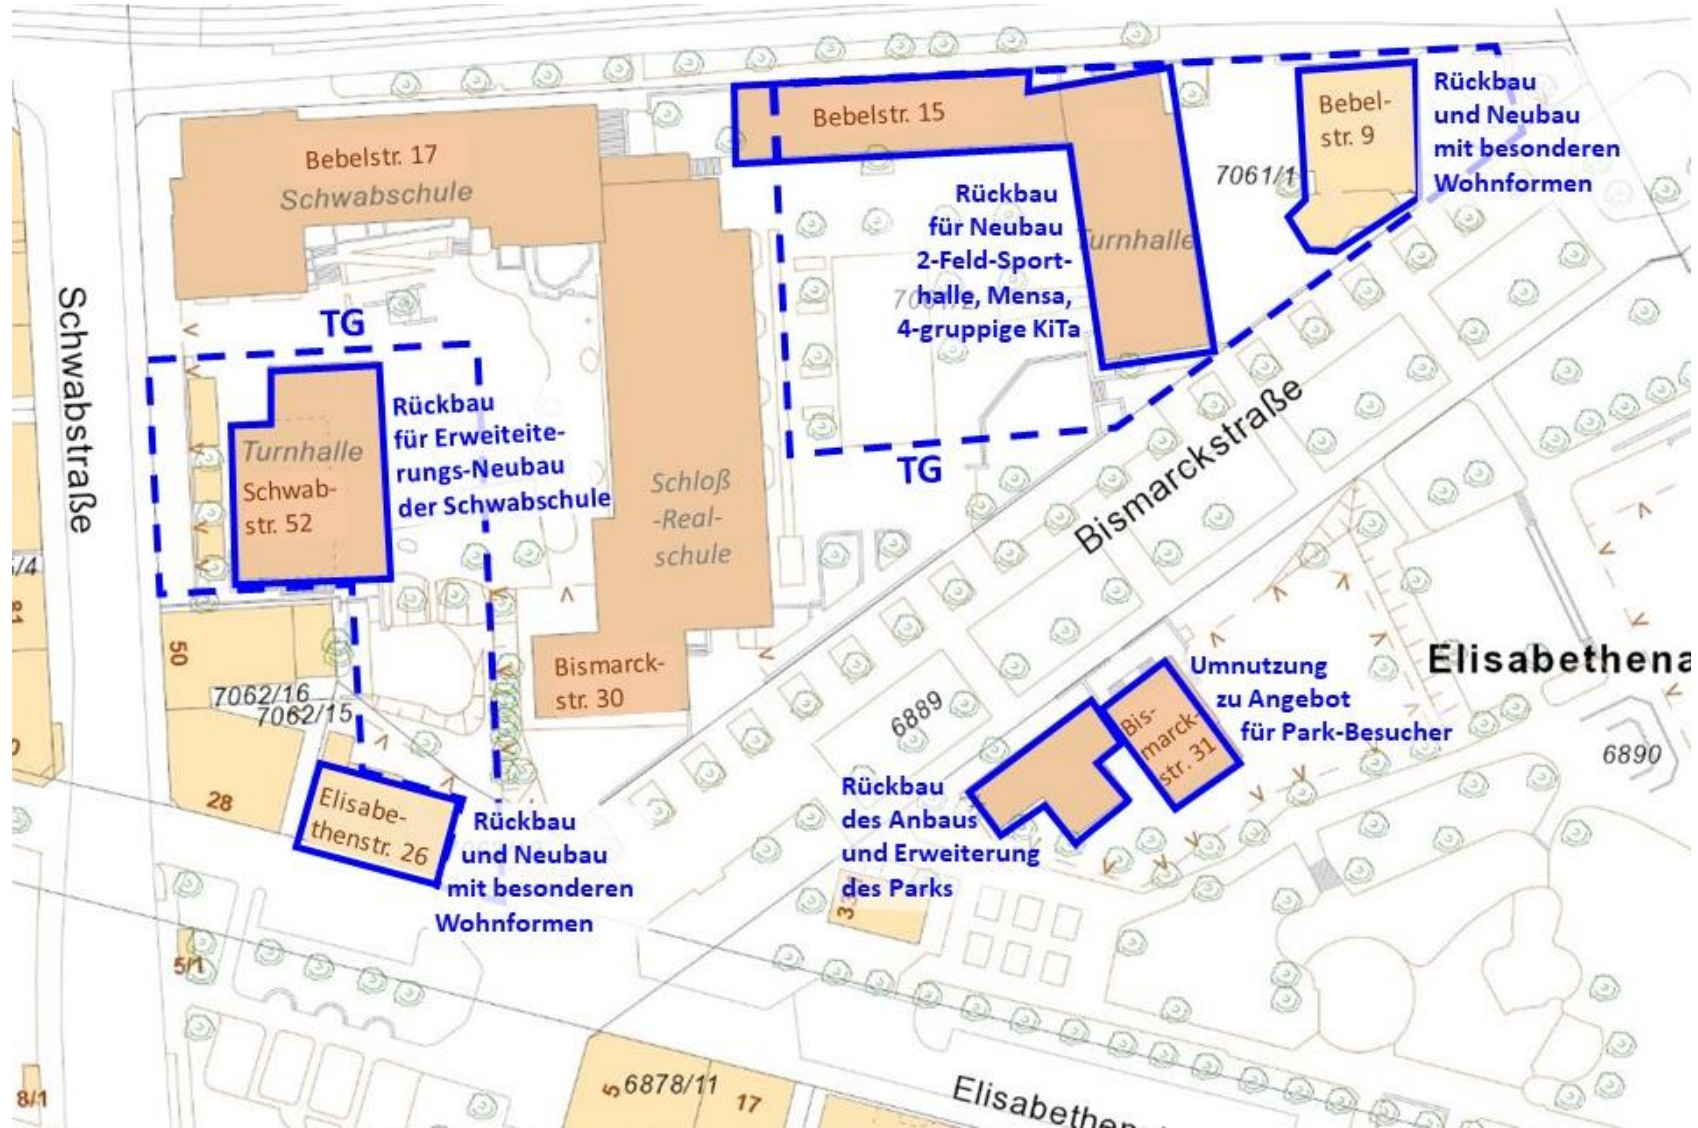 Bebelstr. 15
Bebel-
str. 9
Rückbau
und Neubau
mit besonderen
Wohnformen
Bebelstr. 17
Schwabschule
7061/1
Rückbau
für Neubau
2-Feld-Sport-
halle, Mensa,
4-gruppige KiTa
Turnhalle
TG
Schwabstraße
Turnhalle
Schwab-
str. 52
Rückbau
für Erweiteite-
rungs-Neubau
der Schwabschule
Schloß
-Real-
schule
TG
Bismarckstraße
/4
50
7062/16
7062/15
Bismarck-
str. 30
6889
Bis-
marck-
str. 31
Umnutzung
zu Angebot
für Park-Besucher
Elisabethena
6890
28
Elisabe-
thenstr. 26
Rückbau
und Neubau
mit besonderen
Wohnformen
Rückbau
des Anbaus
und Erweiterung
des Parks
5/1
8/1
5
6878/11
17
Elisabethen